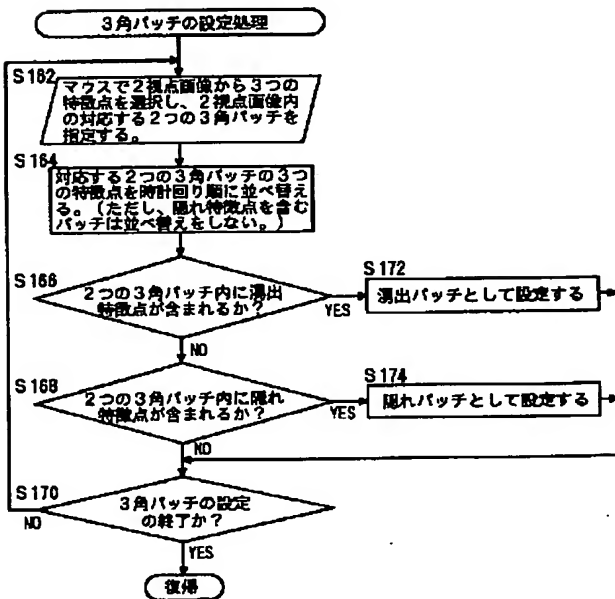 3角パッチの設定処理
S162
マウスで2視点画像から3つの
特徴点を選択し、2視点画像内
の対応する2つの3角パッチを
指定する。
S164
対応する2つの3角パッチの3つ
の特徴点を時計回り順に並べ替え
る。(ただし、隠れ特徴点を含む
パッチは並べ替えをしない。)
S166
2つの3角パッチ内に湧出
特徴点が含まれるか?
YES
S172
湧出パッチとして設定する
NO
S168
2つの3角パッチ内に隠れ
特徴点が含まれるか?
YES
S174
隠れパッチとして設定する
NO
S170
3角パッチの設定
の終了か?
NO
YES
復帰